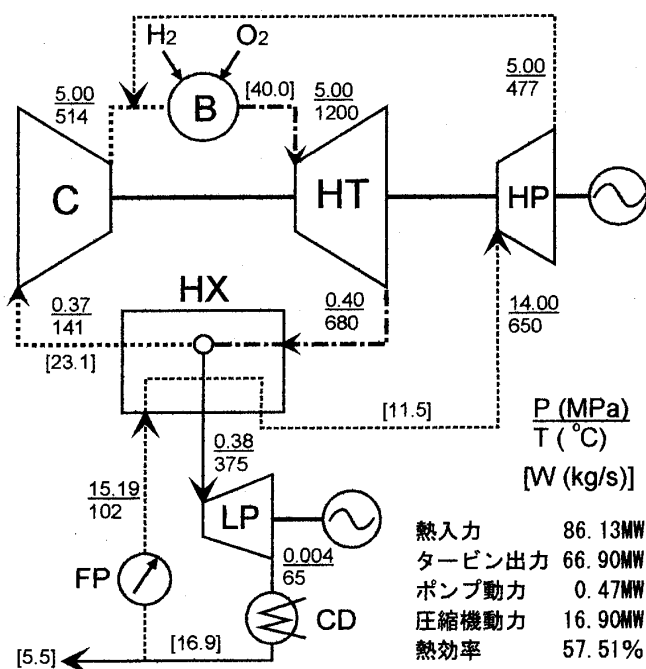 H₂ O₂
5.00
514
B
[40.0]
5.00
1200
5.00
477
C
HT
HP
0.37
141
HX
0.40
680
14.00
650
[23.1]
[11.5]
P (MPa)
T (°C)
[W (kg/s)]
0.38
375
15.19
102
LP
0.004
65
FP
CD
[5.5]
[16.9]
熱入力 86.13MW
タービン出力 66.90MW
ポンプ動力 0.47MW
圧縮機動力 16.90MW
熱効率 57.51%